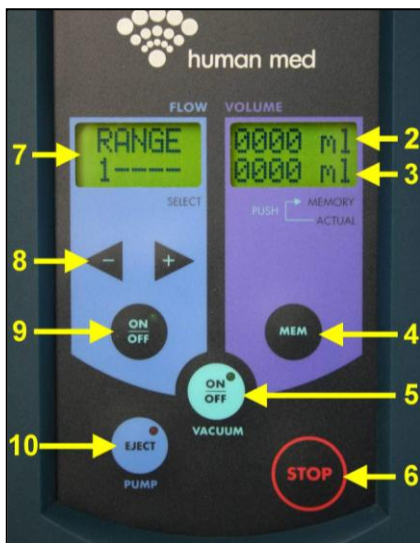 human med
FLOW VOLUME
RANGE
1----
0000 ml
0000 ml
SELECT
PUSH
MEMORY
ACTUAL
- +
ON
OFF
MEM
ON
OFF
VACUUM
EJECT
PUMP
STOP
7
8
9
10
2
3
4
5
6